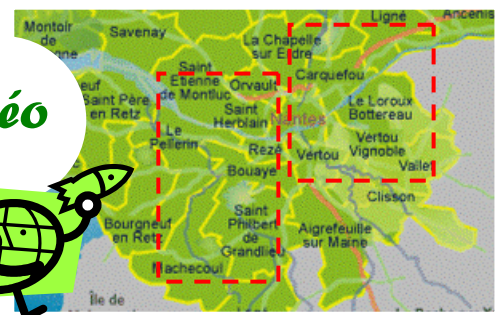 Montoir
de
Savenay
Ligné
Ancenis
La Chapelle
sur Erdre
éo
Saint
Etienne
de Montluc
Orvault
Carquefou
Saint Père
en Retz
Saint
Herblain
Nantes
Le Loroux
Bottereau
Le
Pellerin
Rezé
Vertou
Vertou
Vignoble
Vallet
Bouaye
Clisson
Bourgneuf
en Retz
Saint
Philbert
de
Grandlieu
Aigrefeuille
sur Maine
Machecoul
Île de